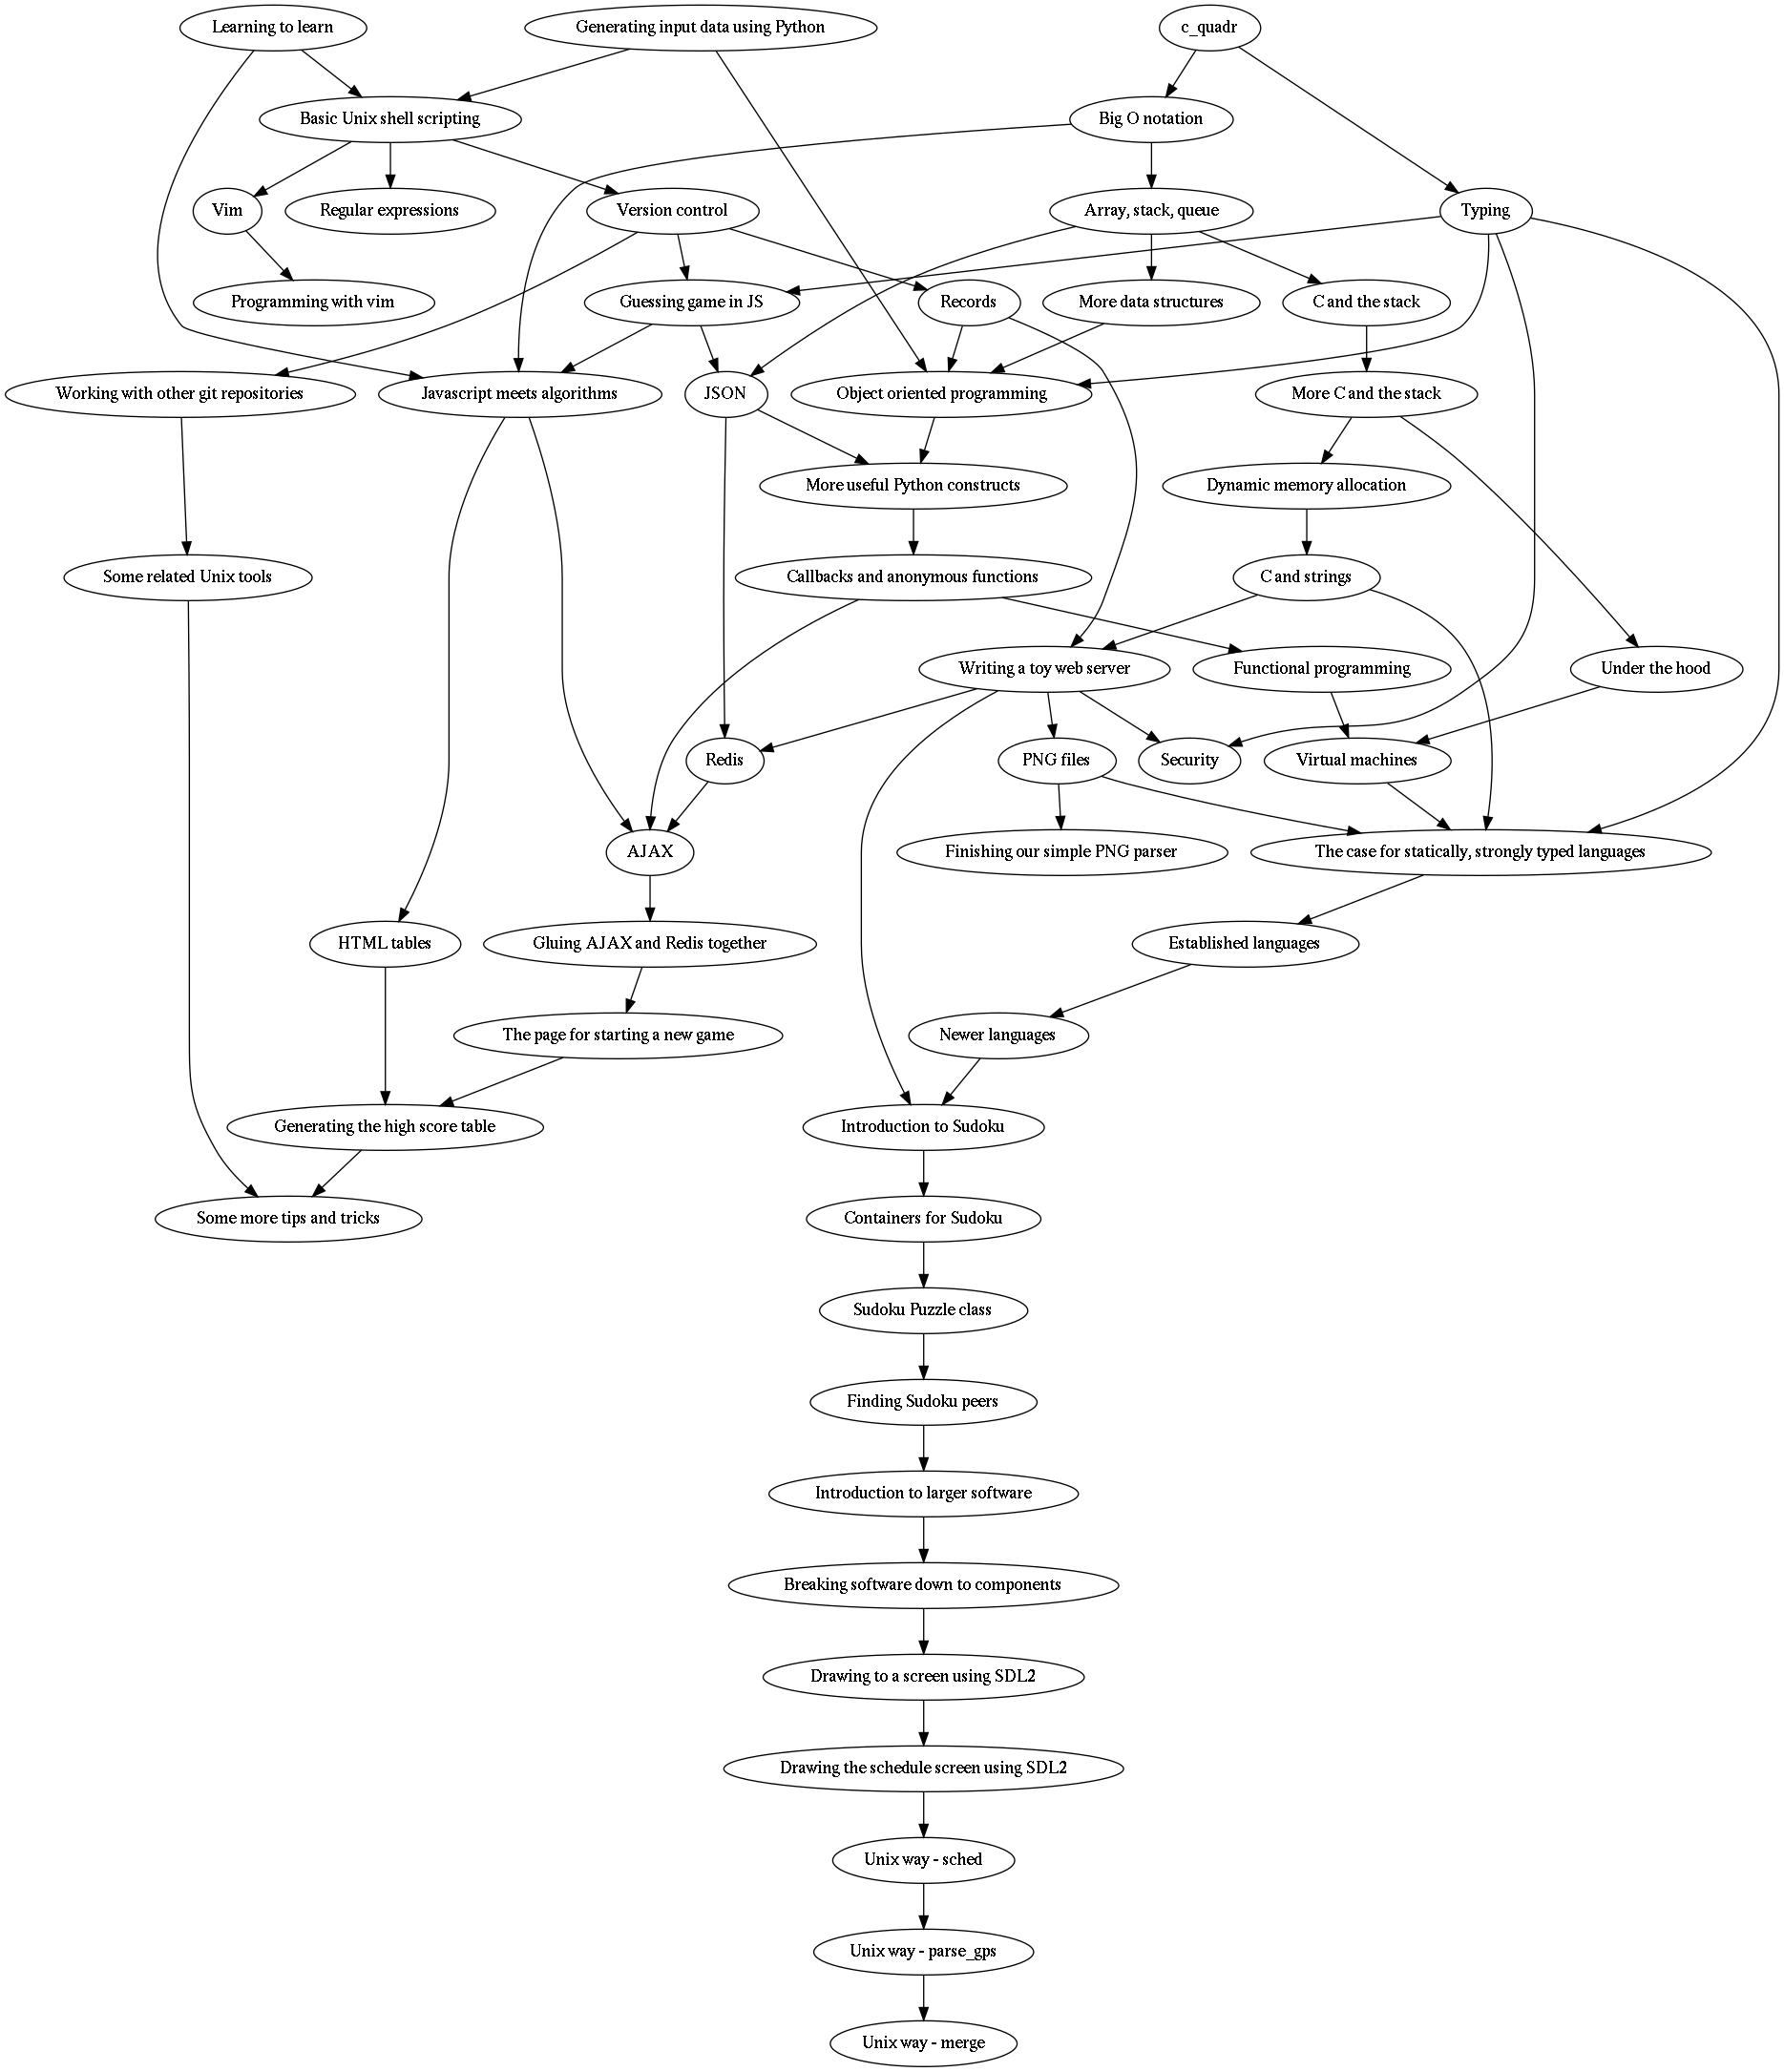 Learning to learn
Generating input data using Python
c_quadr
Basic Unix shell scripting
Big O notation
Vim
Regular expressions
Version control
Array, stack, queue
Typing
Programming with vim
Guessing game in JS
Records
More data structures
C and the stack
Working with other git repositories
Javascript meets algorithms
JSON
Object oriented programming
More C and the stack
More useful Python constructs
Dynamic memory allocation
Some related Unix tools
Callbacks and anonymous functions
C and strings
Writing a toy web server
Functional programming
Under the hood
Redis
PNG files
Security
Virtual machines
AJAX
Finishing our simple PNG parser
The case for statically, strongly typed languages
HTML tables
Gluing AJAX and Redis together
Established languages
The page for starting a new game
Newer languages
Generating the high score table
Introduction to Sudoku
Some more tips and tricks
Containers for Sudoku
Sudoku Puzzle class
Finding Sudoku peers
Introduction to larger software
Breaking software down to components
Drawing to a screen using SDL2
Drawing the schedule screen using SDL2
Unix way - sched
Unix way - parse_gps
Unix way - merge